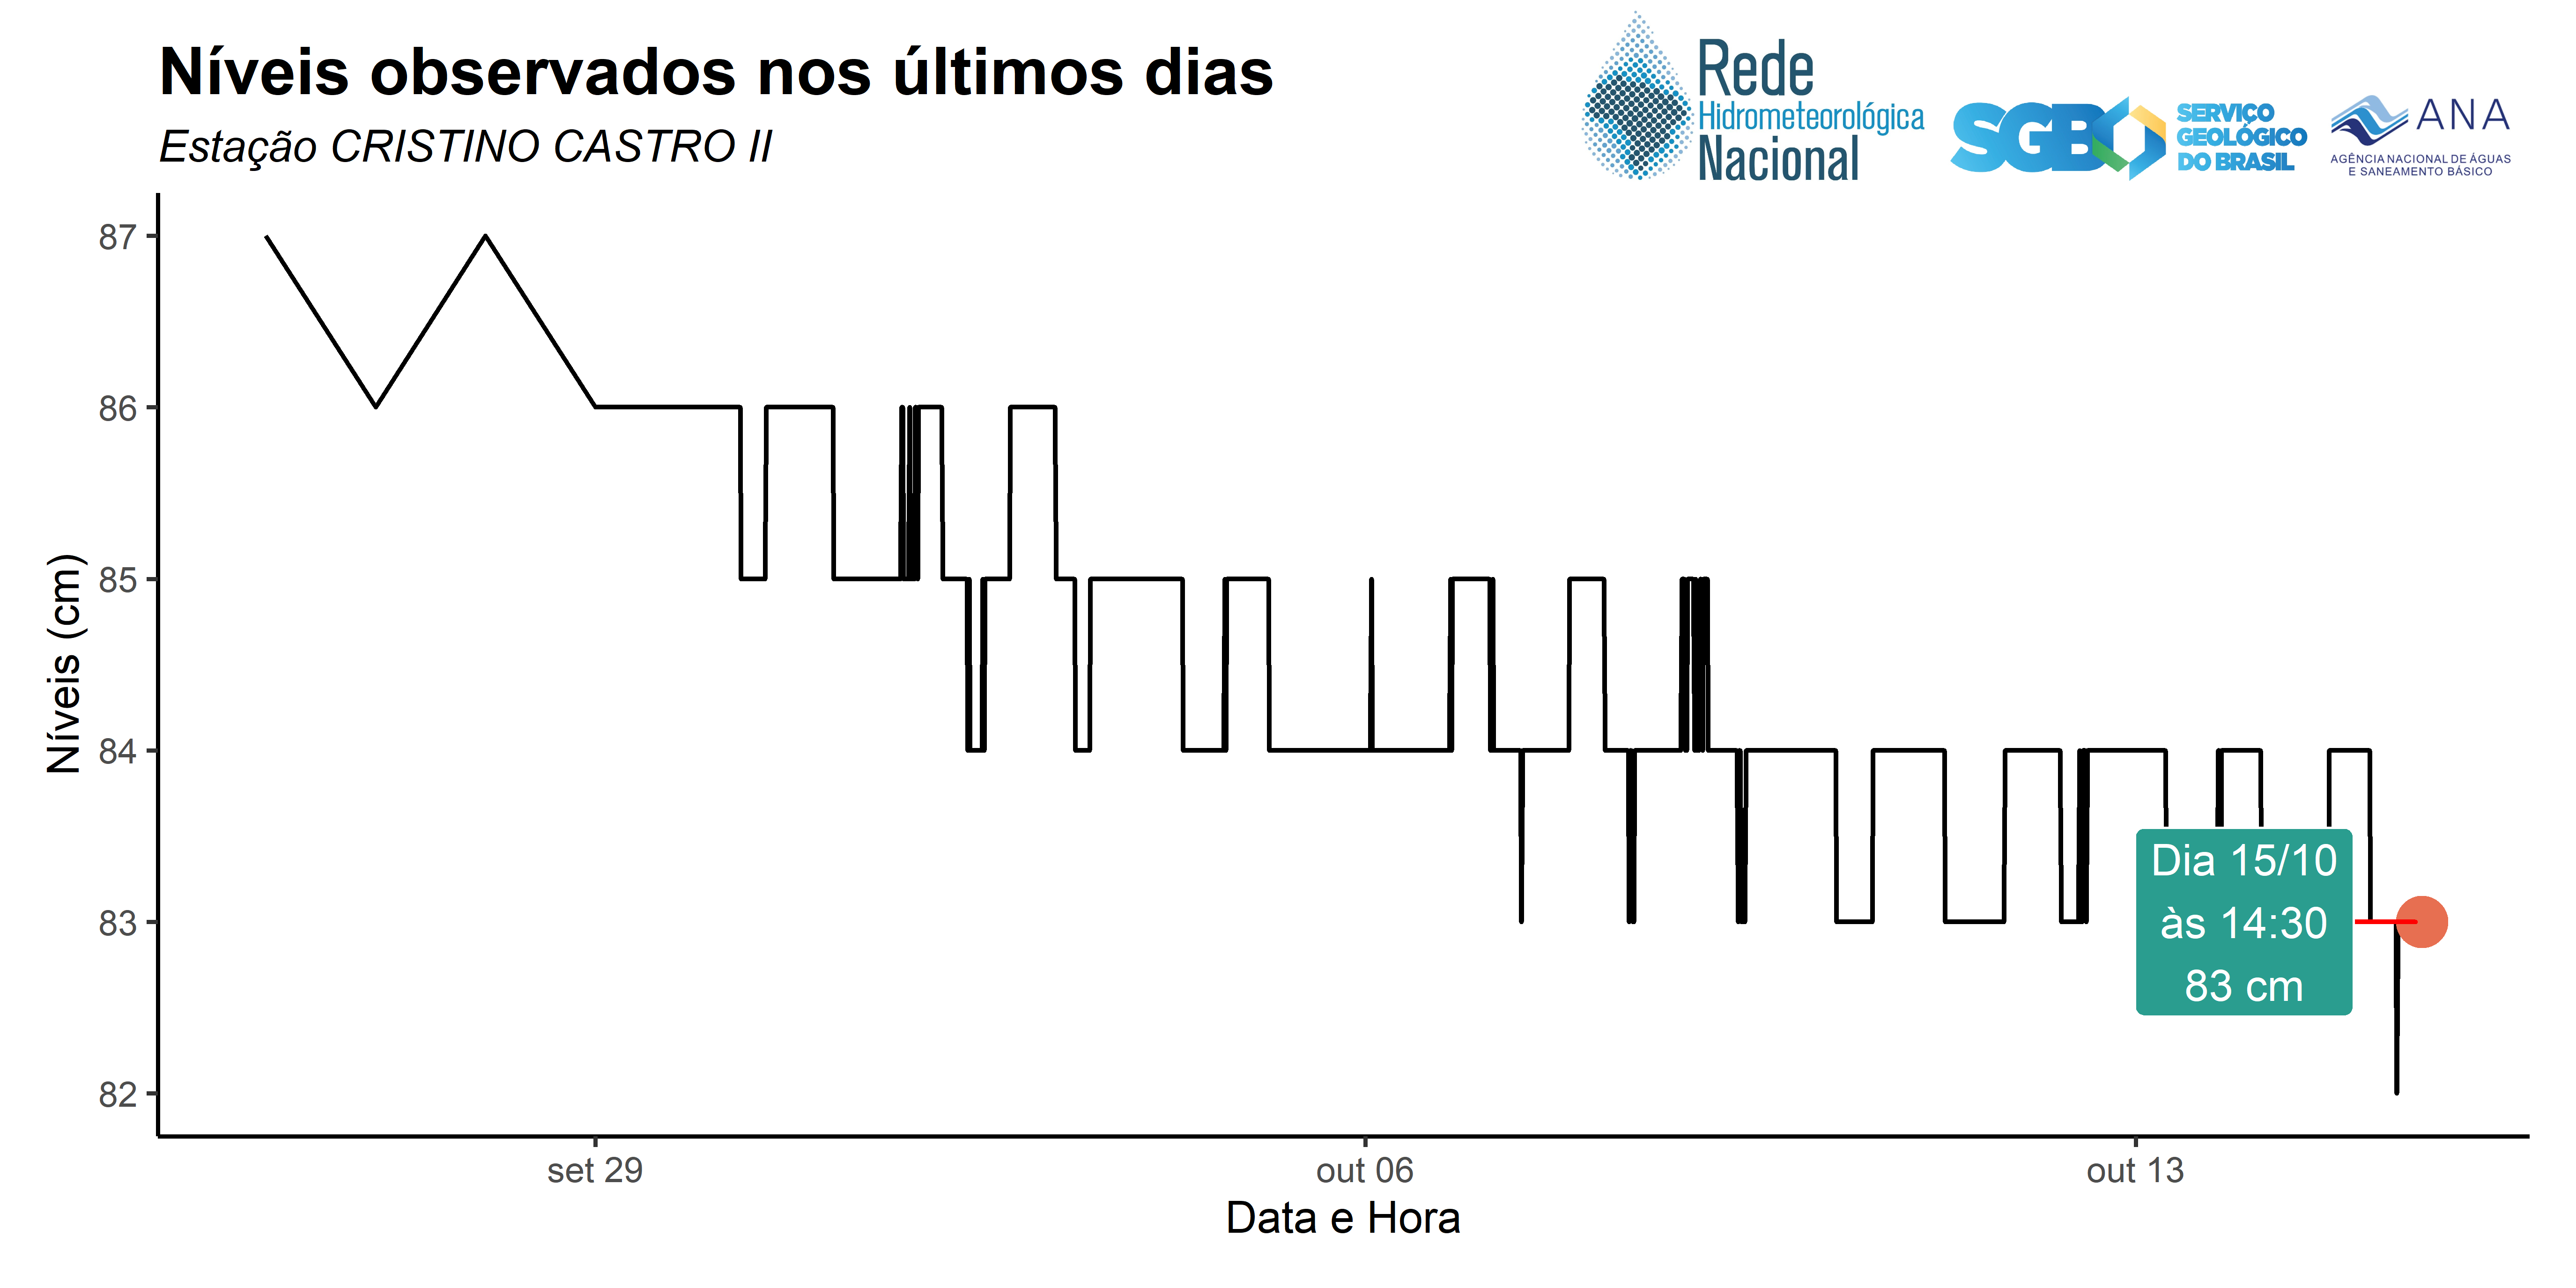 Níveis observados nos últimos dias
Estação CRISTINO CASTRO II
Rede
Hidrometeorológica
Nacional
SGB
SERVIÇO
GEOLÓGICO
DO BRASIL
ANA
AGÊNCIA NACIONAL DE ÁGUAS
E SANEAMENTO BÁSICO
Níveis (cm)
87
86
85
84
83
82
Dia 15/10
às 14:30
83 cm
set 29
out 06
out 13
Data e Hora